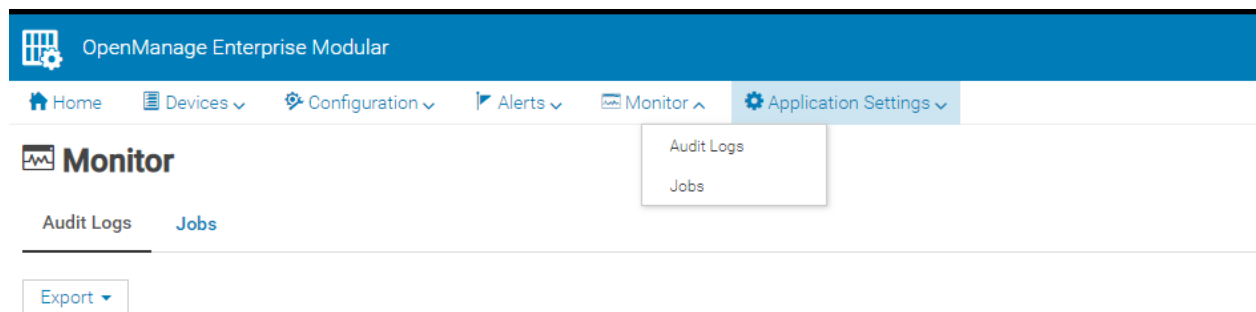 OpenManage Enterprise Modular
Home Devices Configuration Alerts Monitor Application Settings
Audit Logs
Jobs
Monitor
Audit Logs Jobs
Export